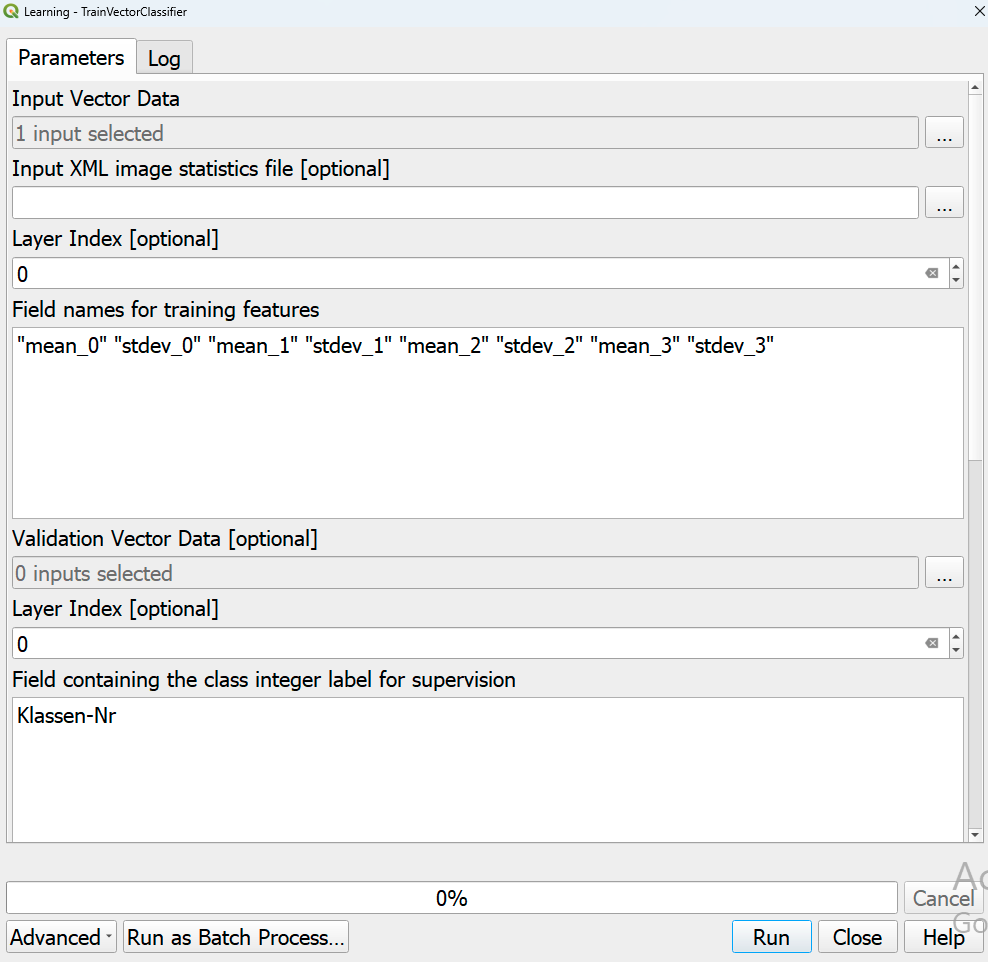 Learning - TrainVectorClassifier
Parameters
Log
Input Vector Data
1 input selected
...
Input XML image statistics file [optional]
...
Layer Index [optional]
0
Field names for training features
"mean_0" "stdev_0" "mean_1" "stdev_1" "mean_2" "stdev_2" "mean_3" "stdev_3"
Validation Vector Data [optional]
0 inputs selected
...
Layer Index [optional]
0
Field containing the class integer label for supervision
Klassen-Nr
0%
Cancel
Advanced
Run as Batch Process...
Run
Close
Help